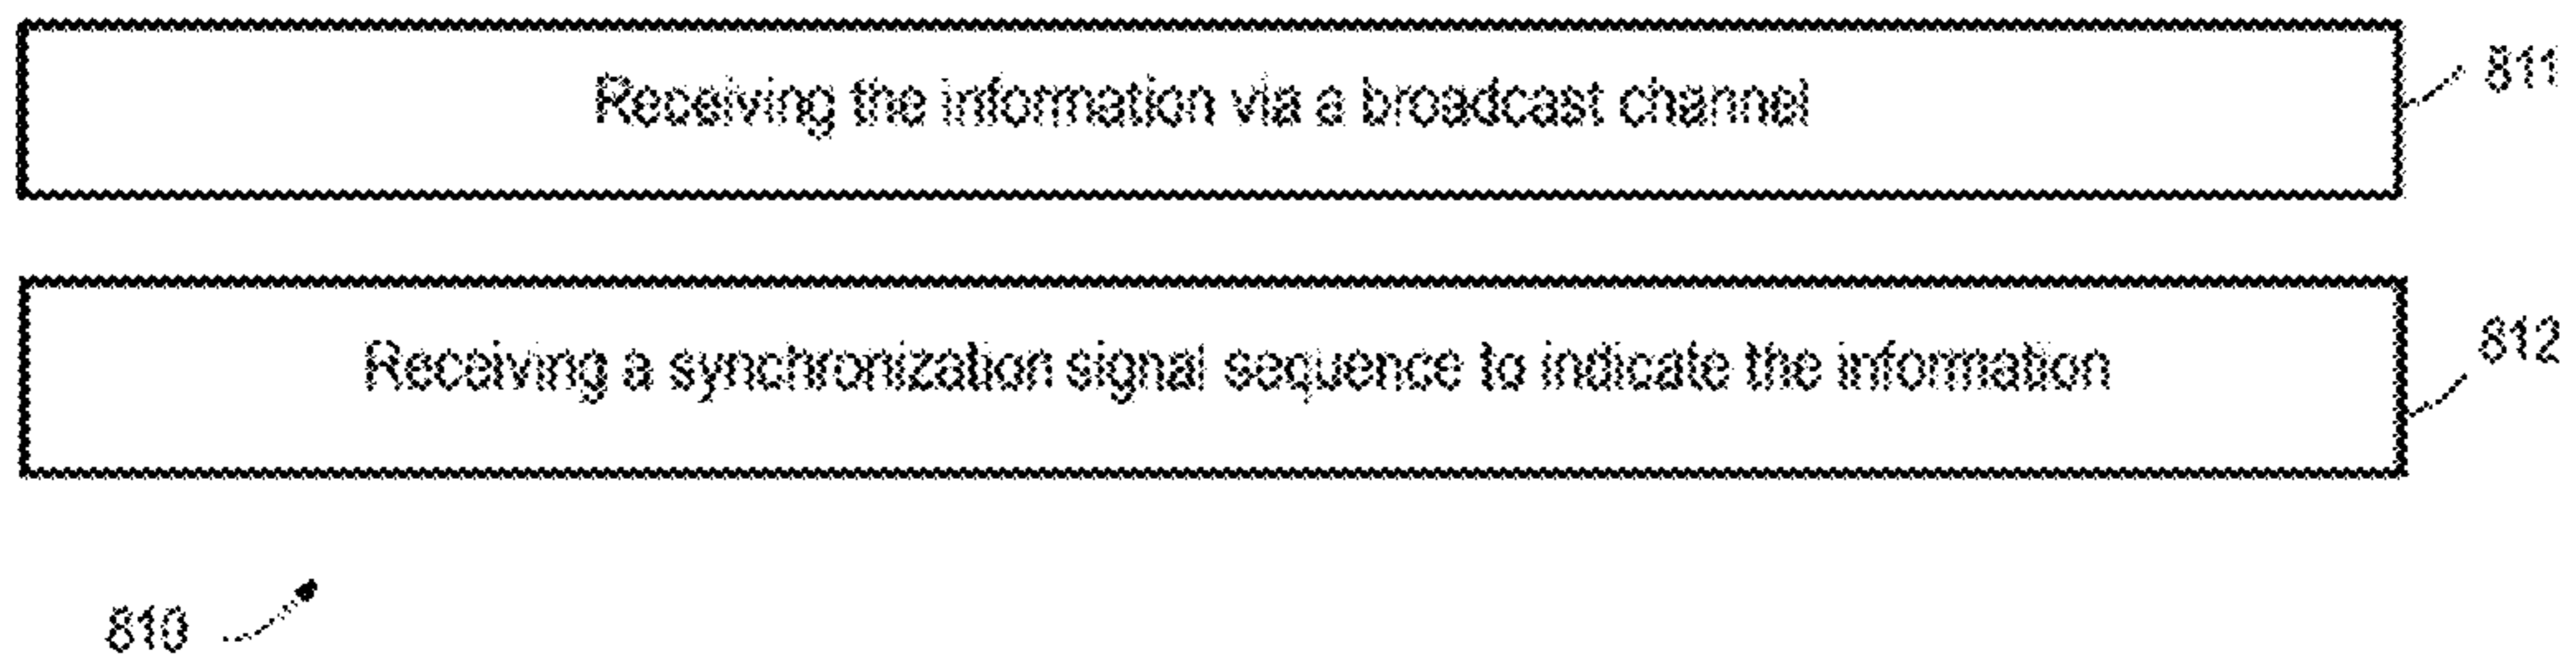 Receiving the information via a broadcast channel
811
Receiving a synchronization signal sequence to indicate the information
812
810